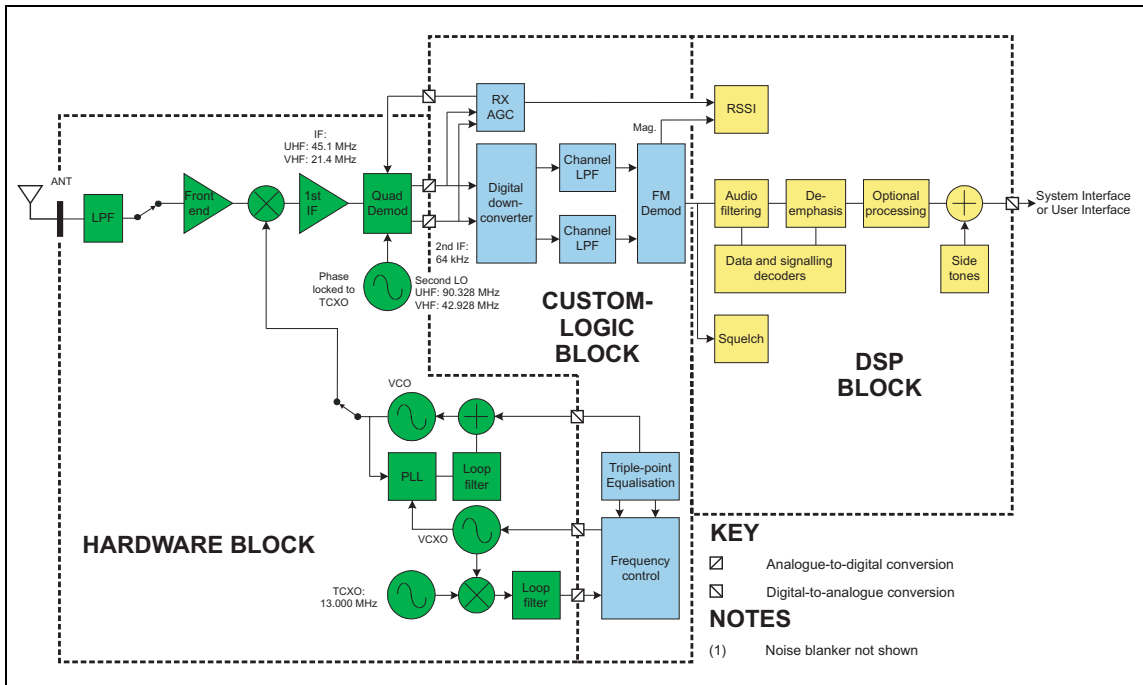 RX
AGC
RSSI
Mag.
IF:
UHF: 45.1 MHz
VHF: 21.4 MHz
ANT
LPF
Front
end
1st
IF
Quad
Demod
Digital
down-
converter
Channel
LPF
Channel
LPF
FM
Demod
Audio
filtering
De-
emphasis
Optional
processing
System Interface
or User Interface
2nd IF:
64 kHz
Data and signalling
decoders
Side
tones
Phase
locked to
TCXO
Second LO
UHF: 90.328 MHz
VHF: 42.928 MHz
CUSTOM-
LOGIC
BLOCK
Squelch
DSP
BLOCK
VCO
PLL
Loop
filter
Triple-point
Equalisation
HARDWARE BLOCK
VCXO
Frequency
control
TCXO:
13.000 MHz
Loop
filter
KEY
Analogue-to-digital conversion
Digital-to-analogue conversion
NOTES
(1) Noise blanker not shown